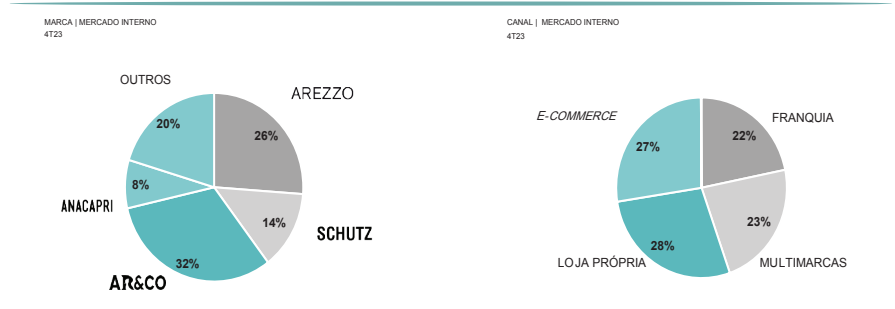 MARCA | MERCADO INTERNO
4T23
OUTROS
AREZZO
20%
26%
8%
ANACAPRI
14%
SCHUTZ
32%
AR&CO
CANAL | MERCADO INTERNO
4T23
E-COMMERCE
FRANQUIA
22%
27%
23%
28%
LOJA PRÓPRIA
MULTIMARCAS